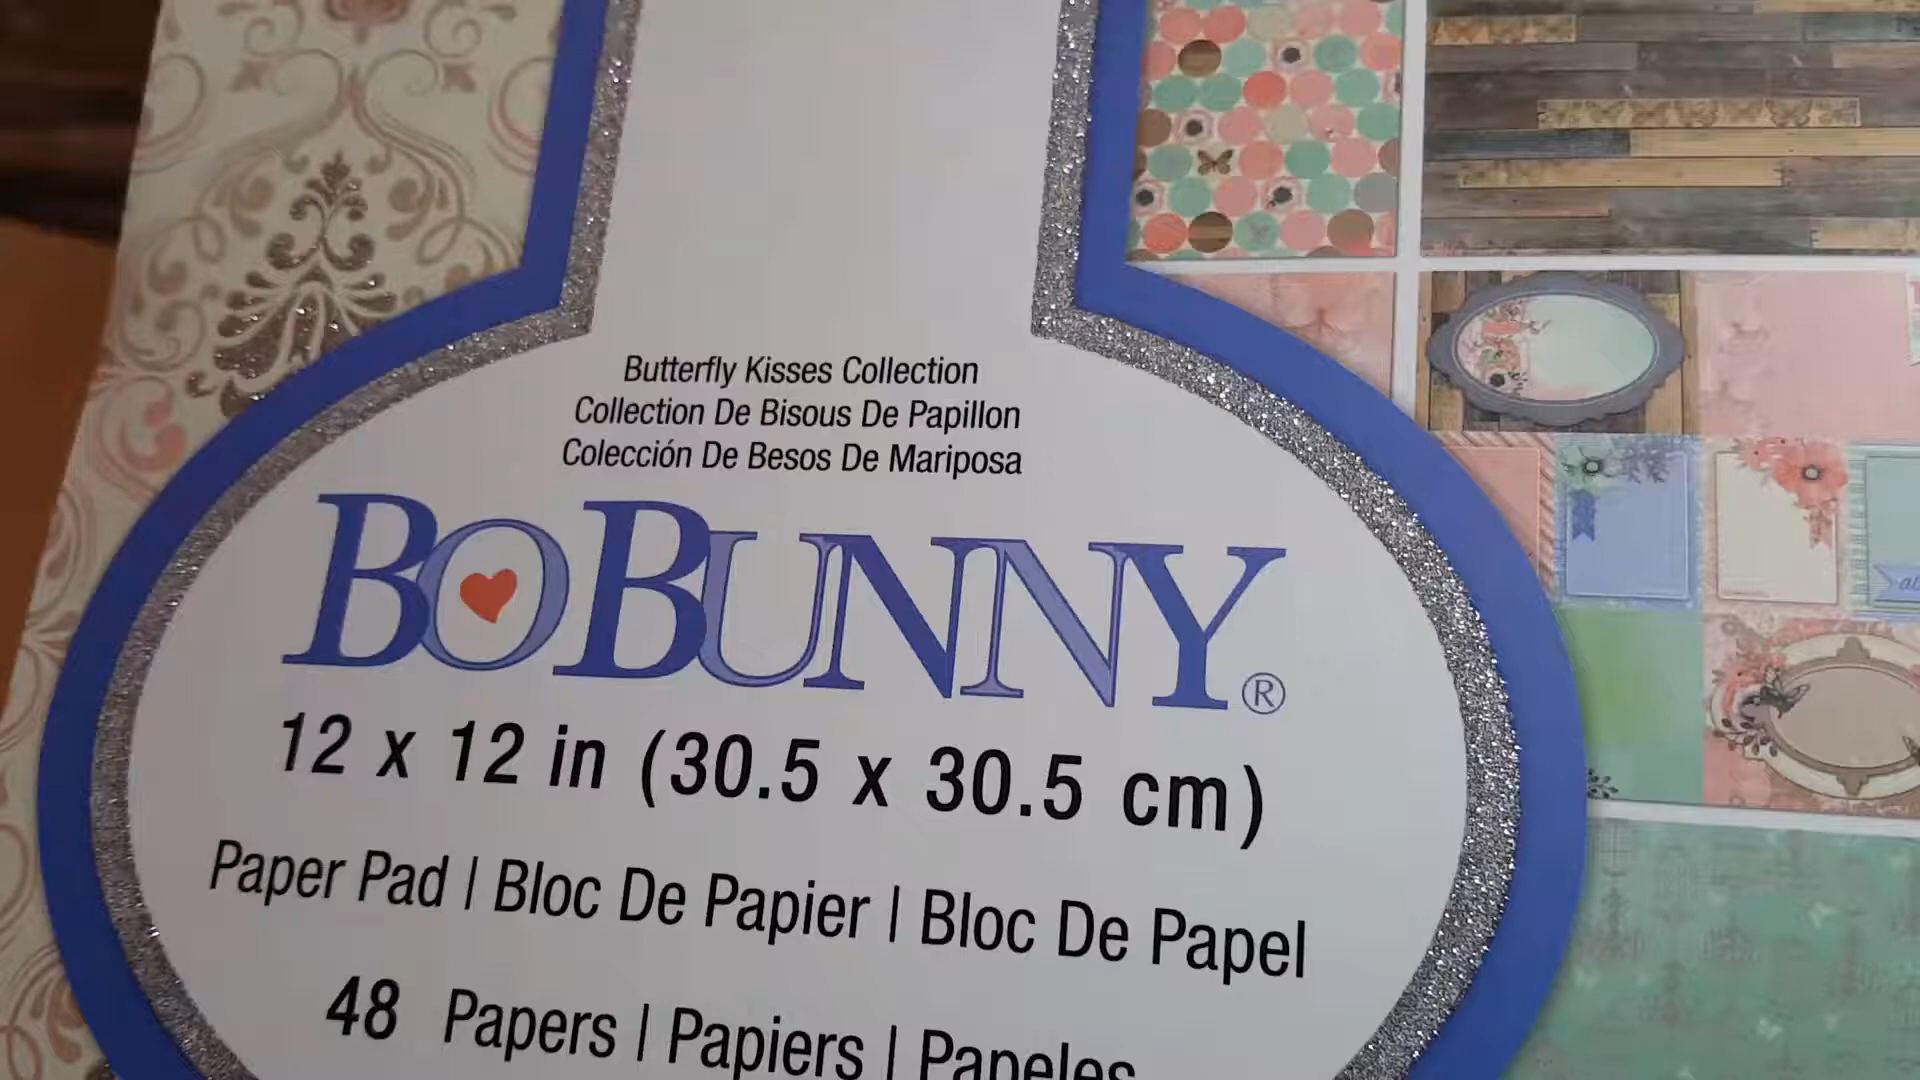 Butterfly Kisses Collection
Collection De Bisous De Papillon
Colección De Besos De Mariposa
BOBUNNY®
12 x 12 in (30.5 x 30.5 cm)
Paper Pad | Bloc De Papier | Bloc De Papel
48 Papers | Papiers | Papeles